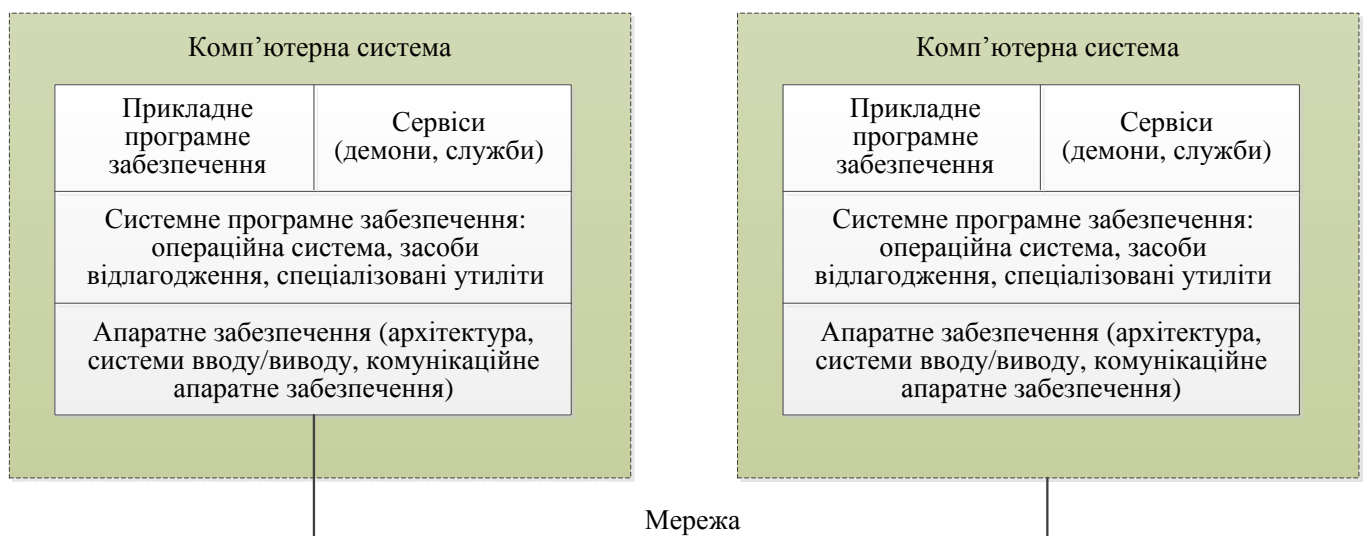 Комп’ютерна система
Прикладне
програмне
забезпечення
Сервіси
(демони, служби)
Системне програмне забезпечення:
операційна система, засоби
відлагодження, спеціалізовані утиліти
Апаратне забезпечення (архітектура,
системи вводу/виводу, комунікаційне
апаратне забезпечення)
Комп’ютерна система
Прикладне
програмне
забезпечення
Сервіси
(демони, служби)
Системне програмне забезпечення:
операційна система, засоби
відлагодження, спеціалізовані утиліти
Апаратне забезпечення (архітектура,
системи вводу/виводу, комунікаційне
апаратне забезпечення)
Мережа